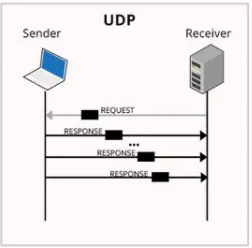 UDP
Sender
Receiver
REQUEST
RESPONSE
...
RESPONSE
RESPONSE